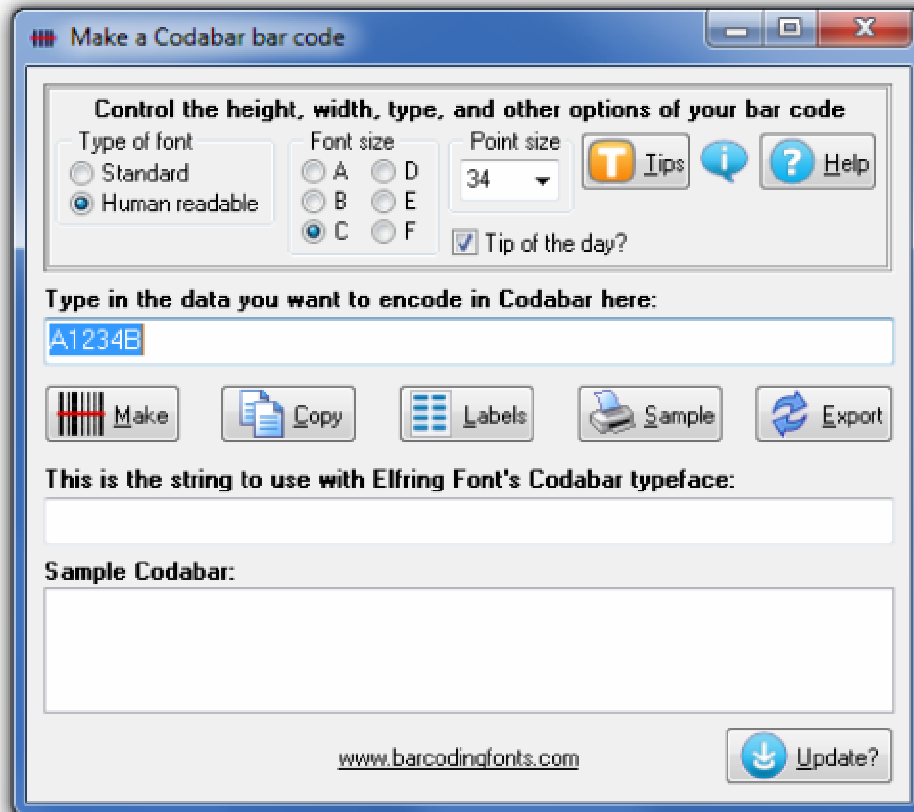 Make a Codabar bar code
Control the height, width, type, and other options of your bar code
Type of font
Font size
Point size
Standard
Human readable
A
D
B
E
C
F
34
Tips
Help
Tip of the day?
Type in the data you want to encode in Codabar here:
A1234B
Make
Copy
Labels
Sample
Export
This is the string to use with Elfring Font's Codabar typeface:
Sample Codabar:
www.barcodingfonts.com
Update?